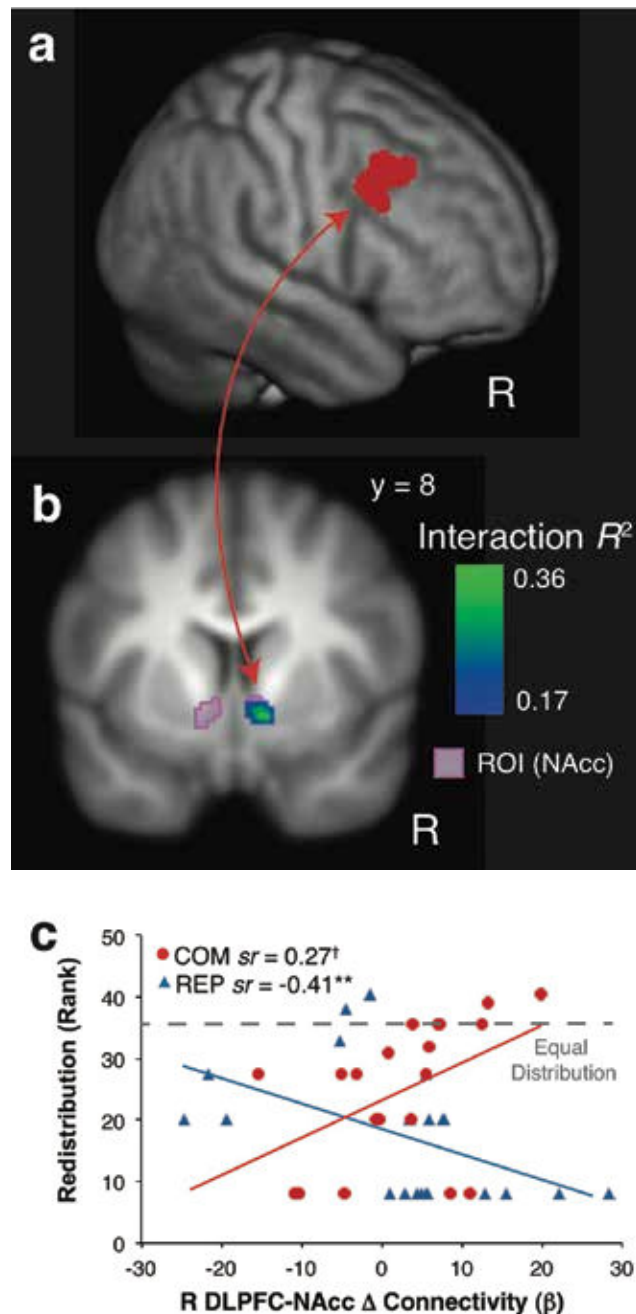 a
R
b
y = 8
Interaction R²
0.36
0.17
ROI (NAcc)
R
c
COM sr = 0.27†
REP sr = -0.41**
Equal
Distribution
Redistribution (Rank)
50
40
30
20
10
0
-30 -20 -10 0 10 20 30
R DLPFC-NAcc Δ Connectivity (β)